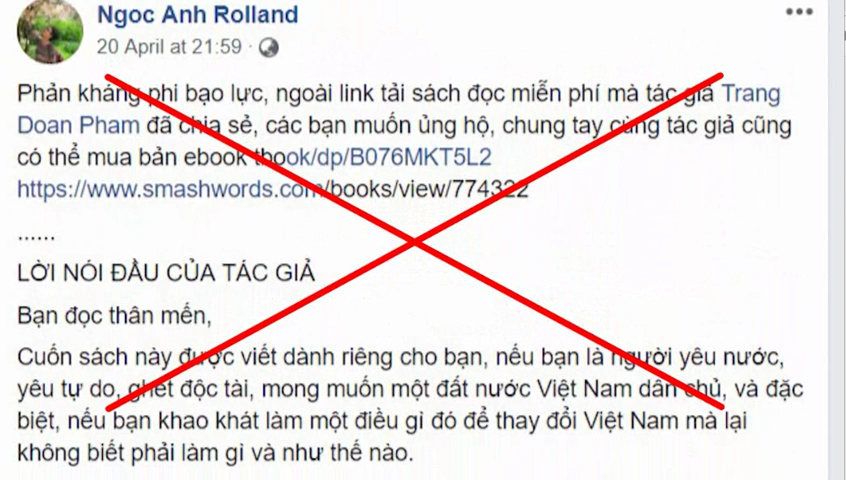 Ngoc Anh Rolland
20 April at 21:59 ·
Phản kháng phi bạo lực, ngoài link tải sách đọc miễn phí mà tác giả Trang
Doan Pham đã chia sẻ, các bạn muốn ủng hộ, chung tay cùng tác giả cũng
có thể mua bản ebook tbook/dp/B076MKT5L2
https://www.smashwords.com/books/view/774322
......
LỜI NÓI ĐẦU CỦA TÁC GIẢ
Bạn đọc thân mến,
Cuốn sách này được viết dành riêng cho bạn, nếu bạn là người yêu nước,
yêu tự do, ghét độc tài, mong muốn một đất nước Việt Nam dân chủ, và đặc
biệt, nếu bạn khao khát làm một điều gì đó để thay đổi Việt Nam mà lại
không biết phải làm gì và như thế nào.